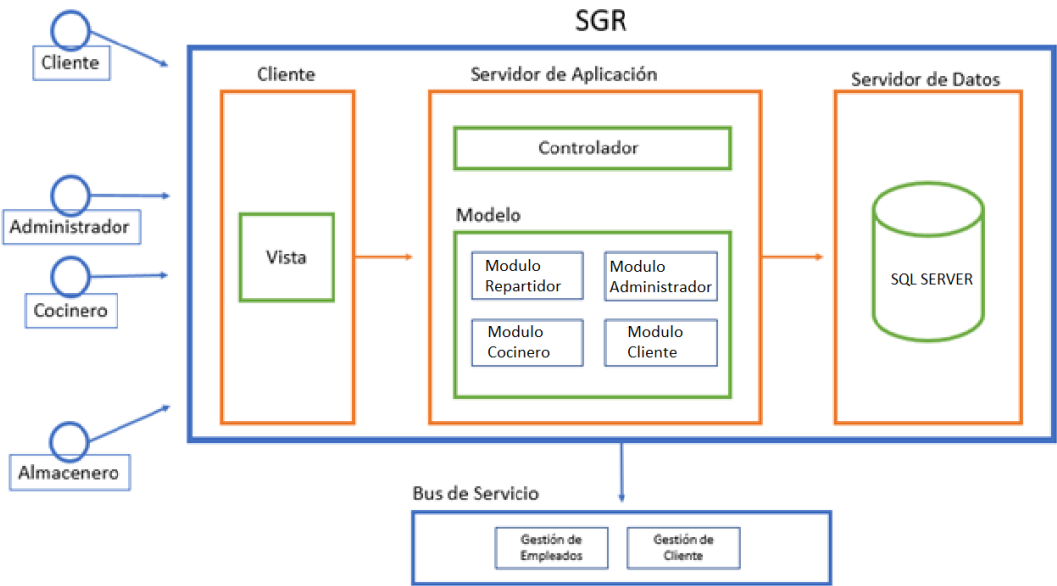 SGR
Cliente
Administrador
Cocinero
Almacenero
Cliente
Vista
Servidor de Aplicación
Controlador
Modelo
Modulo
Repartidor
Modulo
Administrador
Modulo
Cocinero
Modulo
Cliente
Servidor de Datos
SQL SERVER
Bus de Servicio
Gestión de
Empleados
Gestión de
Cliente